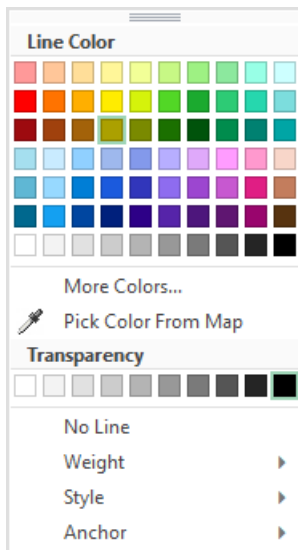 Line Color
More Colors...
Pick Color From Map
Transparency
No Line
Weight
Style
Anchor